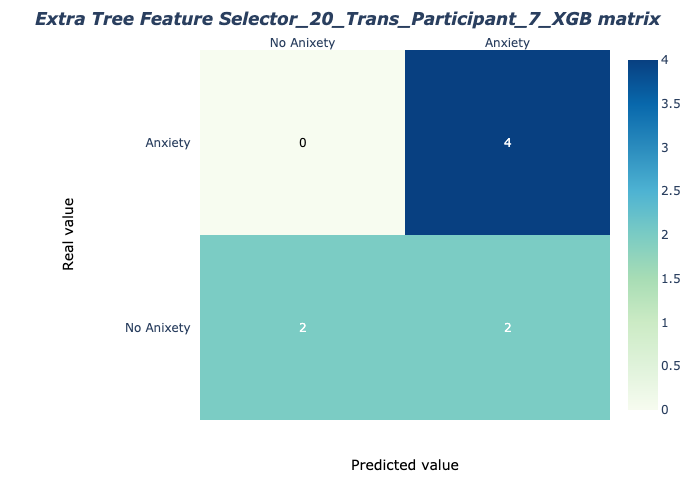 Extra Tree Feature Selector_20_Trans_Participant_7_XGB matrix
No Anixety
Anxiety
4
3.5
3
2.5
2
1.5
1
0.5
0
Anxiety
0
4
Real value
No Anixety
2
2
Predicted value